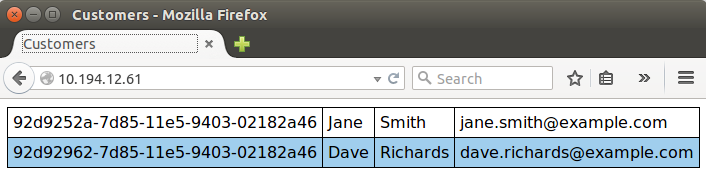 Customers - Mozilla Firefox
Customers
10.194.12.61 Search
92d9252a-7d85-11e5-9403-02182a46 Jane Smith jane.smith@example.com
92d92962-7d85-11e5-9403-02182a46 Dave Richards dave.richards@example.com